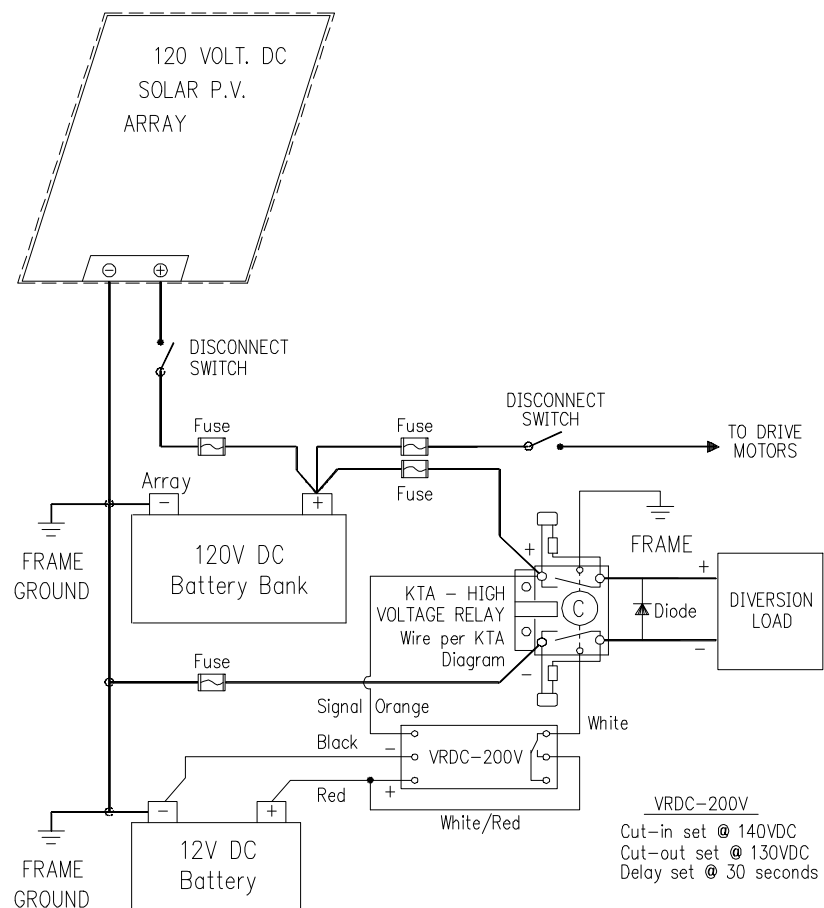 120 VOLT. DC
SOLAR P.V.
ARRAY
− +
DISCONNECT
SWITCH
DISCONNECT
SWITCH
Fuse
Fuse
TO DRIVE
MOTORS
Fuse
Array
− +
FRAME
GROUND
120V DC
Battery Bank
FRAME
+
KTA − HIGH
VOLTAGE RELAY
Wire per KTA
Diagram
−
C
+
Diode
−
DIVERSION
LOAD
Fuse
Signal Orange
White
Black
−
VRDC−200V
Red
+
White/Red
− +
FRAME
GROUND
12V DC
Battery
VRDC−200V
Cut−in set @ 140VDC
Cut−out set @ 130VDC
Delay set @ 30 seconds